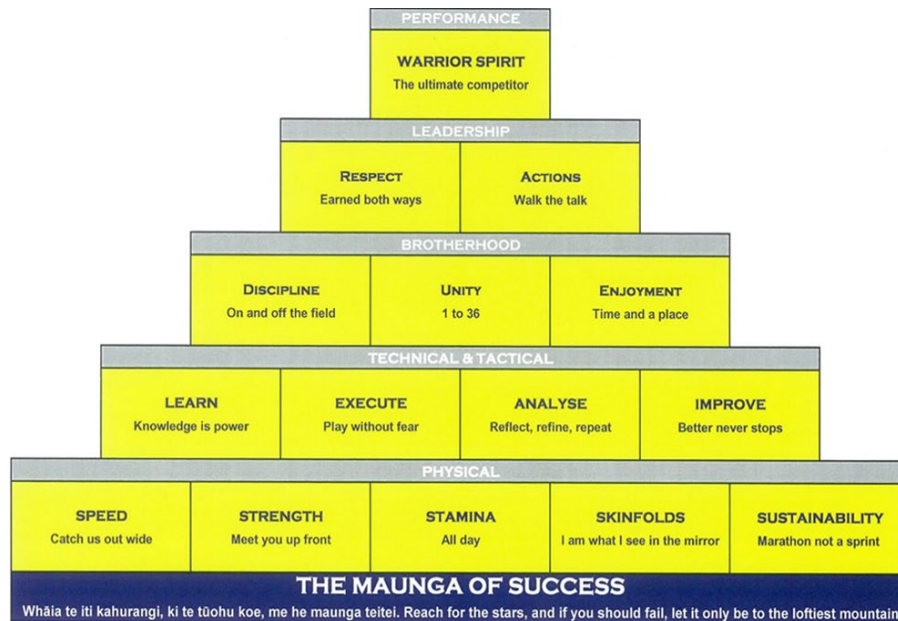 PERFORMANCE
WARRIOR SPIRIT
The ultimate competitor
LEADERSHIP
RESPECT
Earned both ways
ACTIONS
Walk the talk
BROTHERHOOD
DISCIPLINE
On and off the field
UNITY
1 to 36
ENJOYMENT
Time and a place
TECHNICAL & TACTICAL
LEARN
Knowledge is power
EXECUTE
Play without fear
ANALYSE
Reflect, refine, repeat
IMPROVE
Better never stops
PHYSICAL
SPEED
Catch us out wide
STRENGTH
Meet you up front
STAMINA
All day
SKINFOLDS
I am what I see in the mirror
SUSTAINABILITY
Marathon not a sprint
THE MAUNGA OF SUCCESS
Whāia te iti kahurangi, ki te tūohu koe, me he maunga teitei. Reach for the stars, and if you should fail, let it only be to the loftiest mountain